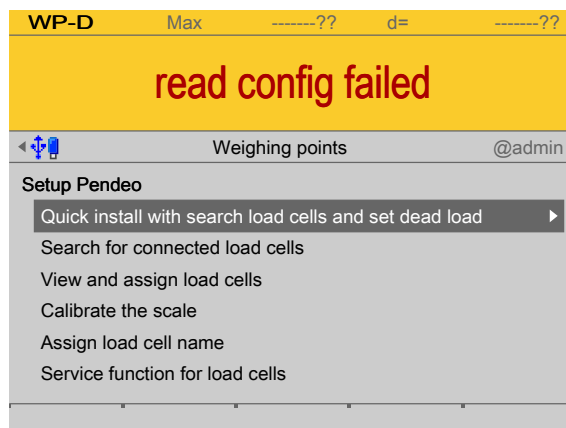 WP-D Max -------?? d= -------??
read config failed
Weighing points @admin
Setup Pendeo
Quick install with search load cells and set dead load
Search for connected load cells
View and assign load cells
Calibrate the scale
Assign load cell name
Service function for load cells